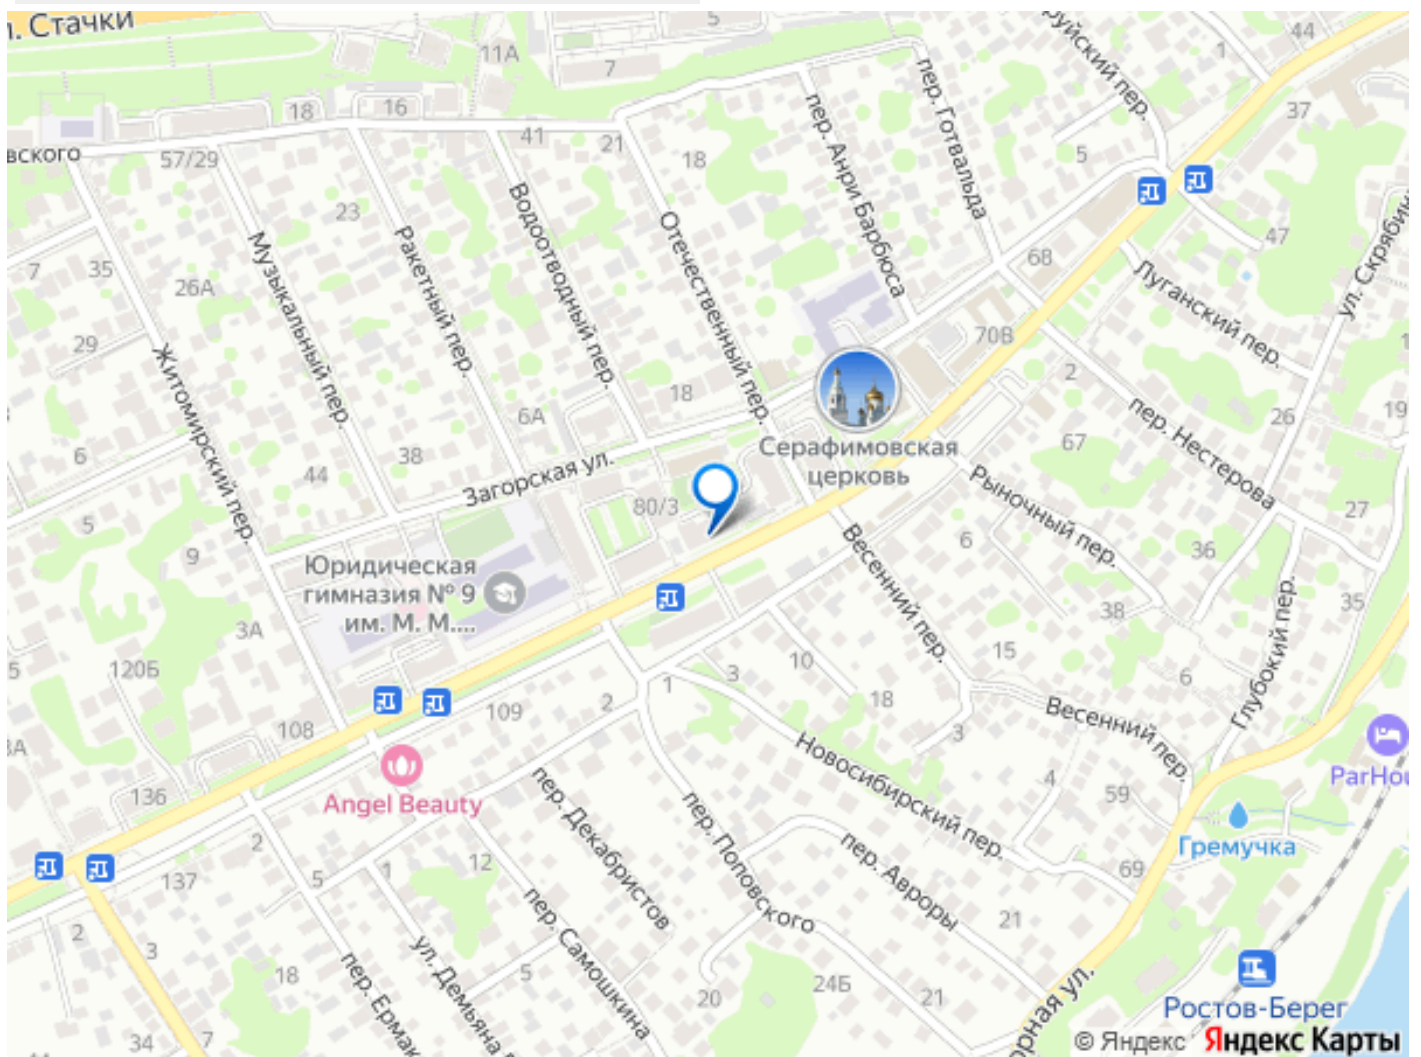 л. Стачки
5
11А
7
44
1
руйский пер.
18
16
41
21
18
37
вского
57/29
пер. Анри Барбюса
пер. Готвальда
5
Водоотводный пер.
Отечественный пер.
23
Ракетный пер.
Музыкальный пер.
7
35
26А
47
68
Луганский пер.
ул. Скрябин
29
Житомирский пер.
70В
2
18
6А
пер. Нестерова
26
19
6
44
38
Загорская ул.
Серафимовская
церковь
67
Рыночный пер.
80/3
5
9
27
Юридическая
гимназия № 9
им. М. М....
Весенний пер.
6
36
38
35
3А
120Б
5
15
10
3
18
6
Глубокий пер.
1
2
109
108
3А
Весенний пер.
3
Новосибирский пер.
4
59
ParHou
Angel Beauty
136
пер. Декабристов
пер. Поповского
Гремучка
2
12
1
5
137
пер. Авроры
69
21
2
3
пер. Самошкина
ул. Демьяна
18
пер. Ермак
5
20
24Б
21
34
7
орная ул.
Ростов-Берег
© Яндекс Яндекс Карты